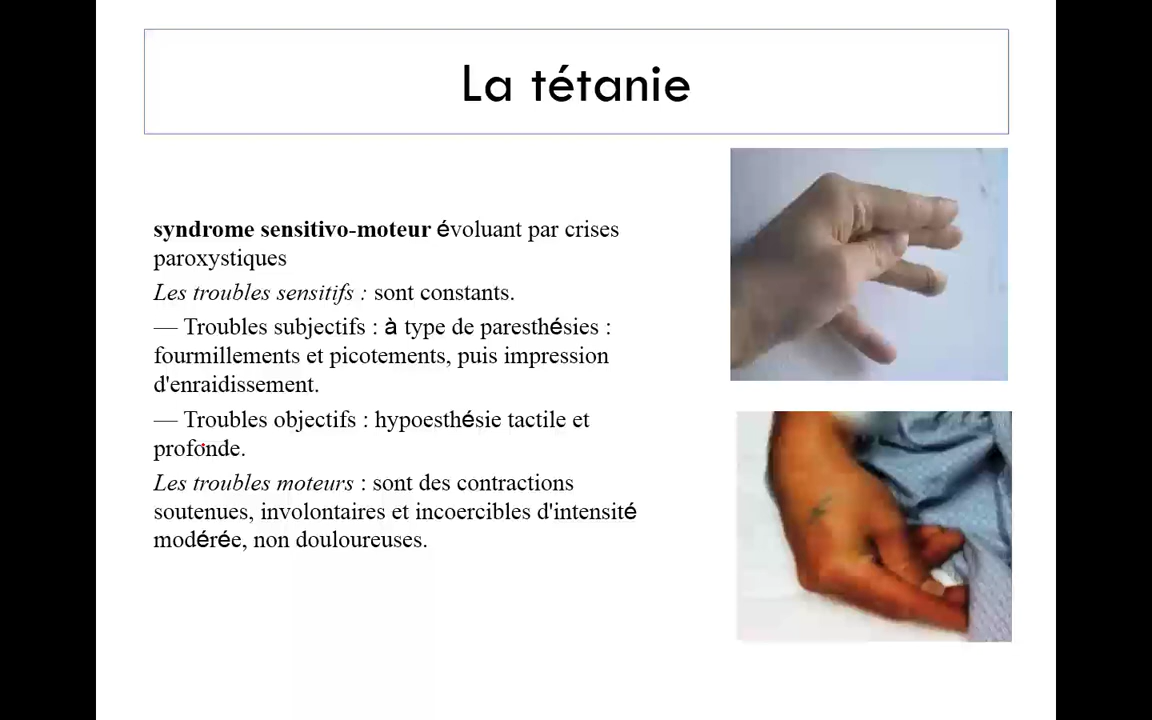 La tétanie
syndrome sensitivo-moteur évoluant par crises
paroxystiques
Les troubles sensitifs : sont constants.
— Troubles subjectifs : à type de paresthésies :
fourmillements et picotements, puis impression
d'enraidissement.
— Troubles objectifs : hypoesthésie tactile et
profonde.
Les troubles moteurs : sont des contractions
soutenues, involontaires et incoercibles d'intensité
modérée, non douloureuses.